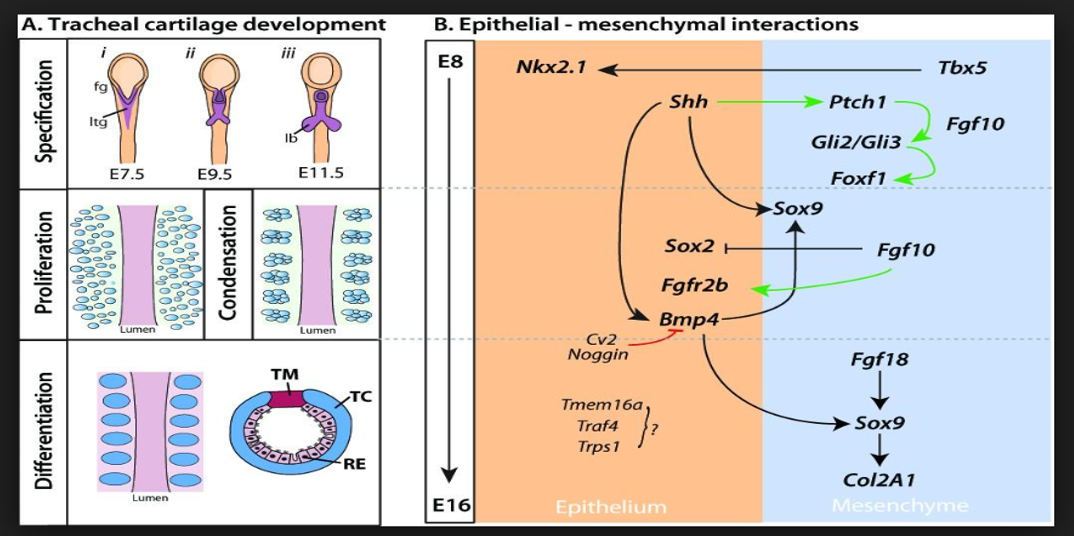 A. Tracheal cartilage development
B. Epithelial - mesenchymal interactions
Specification
i
ii
iii
fg
ltg
lb
E7.5
E9.5
E11.5
Proliferation
Lumen
Condensation
Lumen
Differentiation
Lumen
TM
TC
RE
E8
E16
Nkx2.1
Tbx5
Shh
Ptch1
Fgf10
Gli2/Gli3
Foxf1
Sox9
Sox2
Fgf10
Fgfr2b
Bmp4
Cv2
Noggin
Fgf18
Tmem16a
Traf4
?
Trps1
Sox9
Col2A1
Epithelium
Mesenchyme